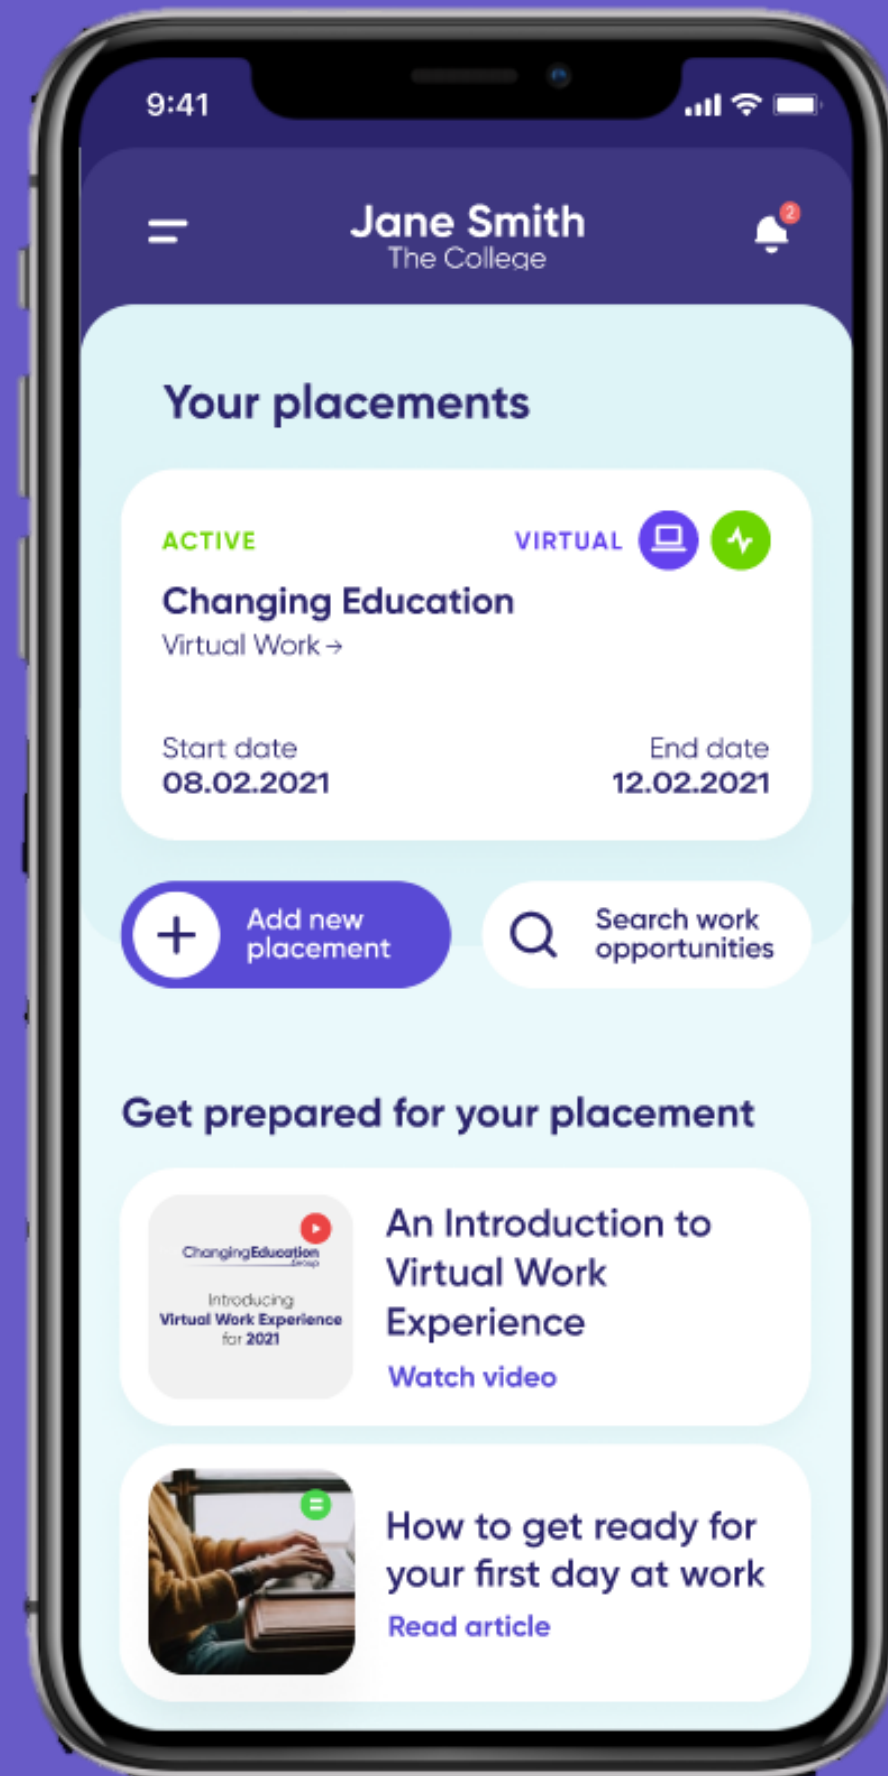 9:41
Jane Smith
2
The College
Your placements
ACTIVE
VIRTUAL
Changing Education
Virtual Work →
Start date
End date
08.02.2021
12.02.2021
Add new
placement
Search work
opportunities
Get prepared for your placement
ChangingEducation
Group
Introducing
Virtual Work Experience
for 2021
An Introduction to
Virtual Work
Experience
Watch video
How to get ready for
your first day at work
Read article